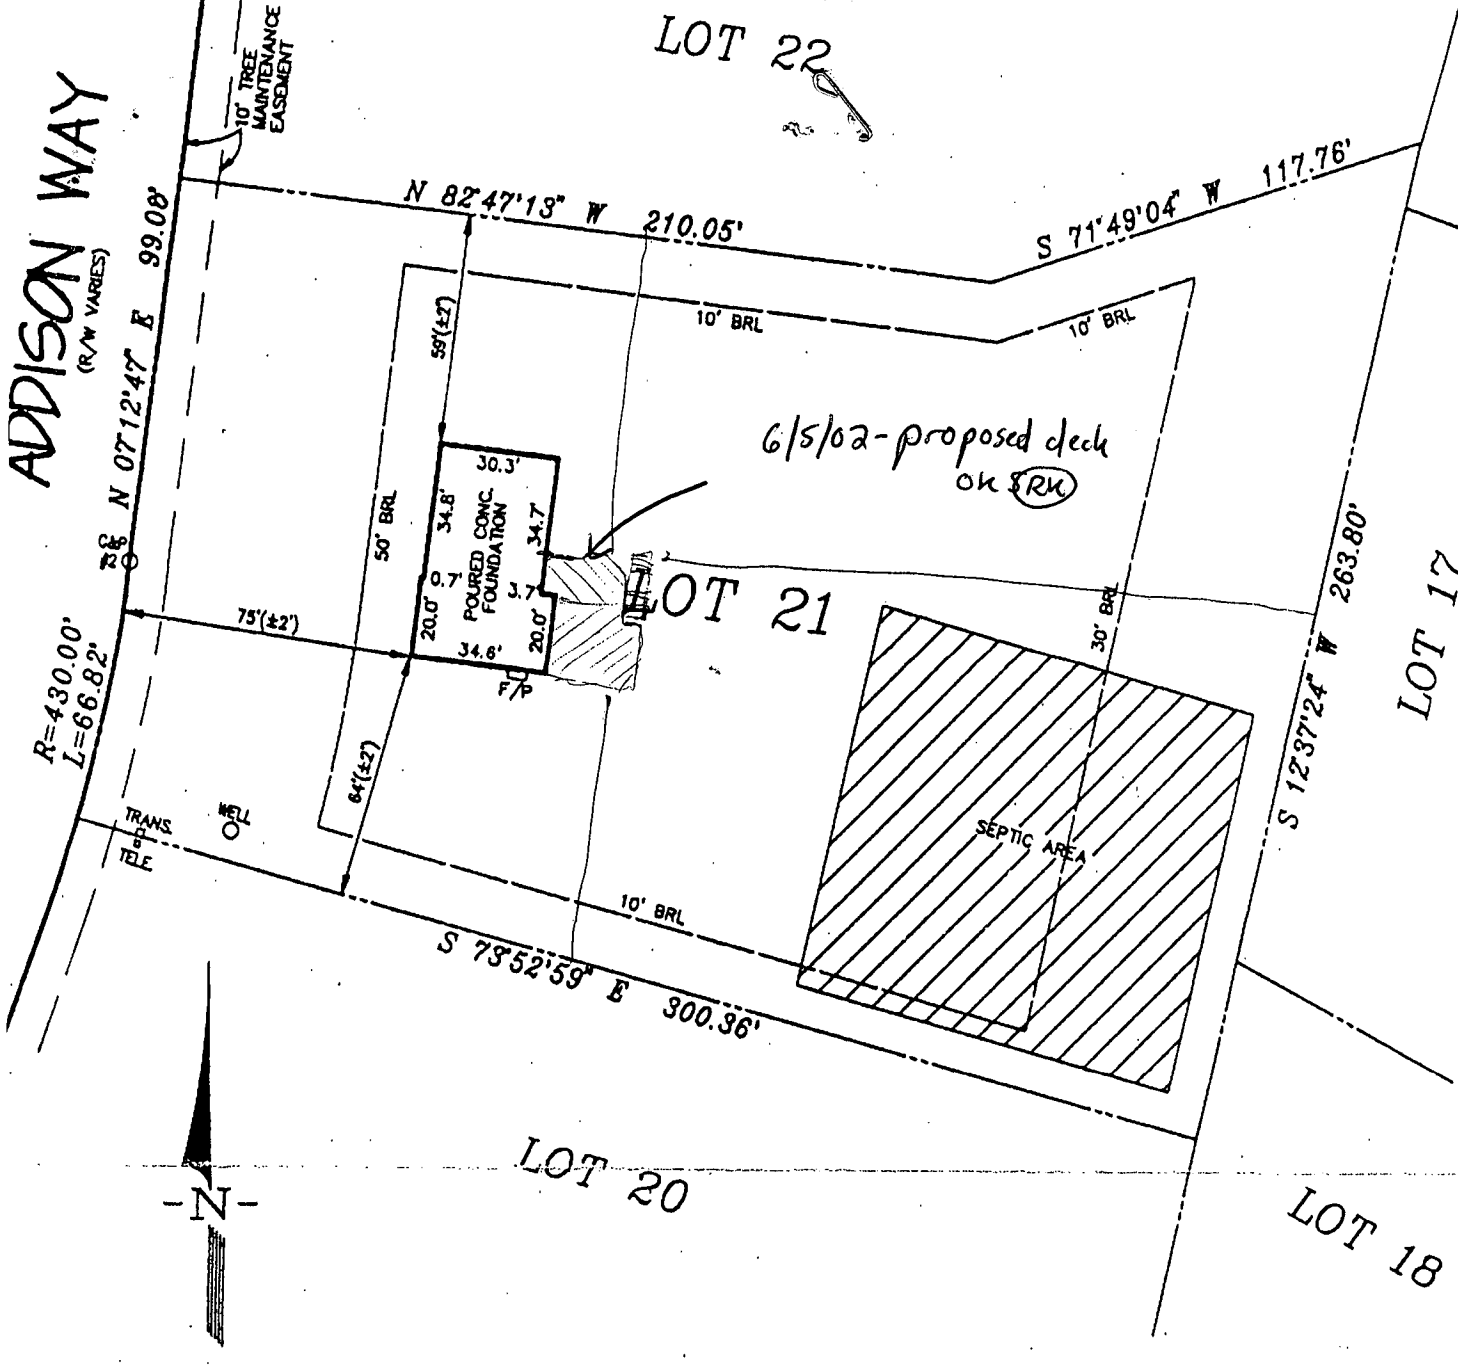 LOT 22
10' TREE
MAINTENANCE
EASEMENT
ADDISON WAY
(R/W VARIES)
N 07°12'47" E 99.08'
N 82°47'13" W 210.05'
S 71°49'04" W 117.76'
10' BRL
10' BRL
59'(±2')
6/5/02 - proposed deck
OK SRK
30.3'
34.8'
POURED CONC.
FOUNDATION
34.7'
50' BRL
0.7'
3.7'
20.0'
20.0'
34.6'
F/P
LOT 21
30' BRL
S 12°37'24" W 263.80'
LOT 17
75'(±2')
R=430.00'
L=66.82'
64'(±2')
TRANS.
TELE
WELL
SEPTIC AREA
10' BRL
S 73°52'59" E 300.36'
-N-
LOT 20
LOT 18